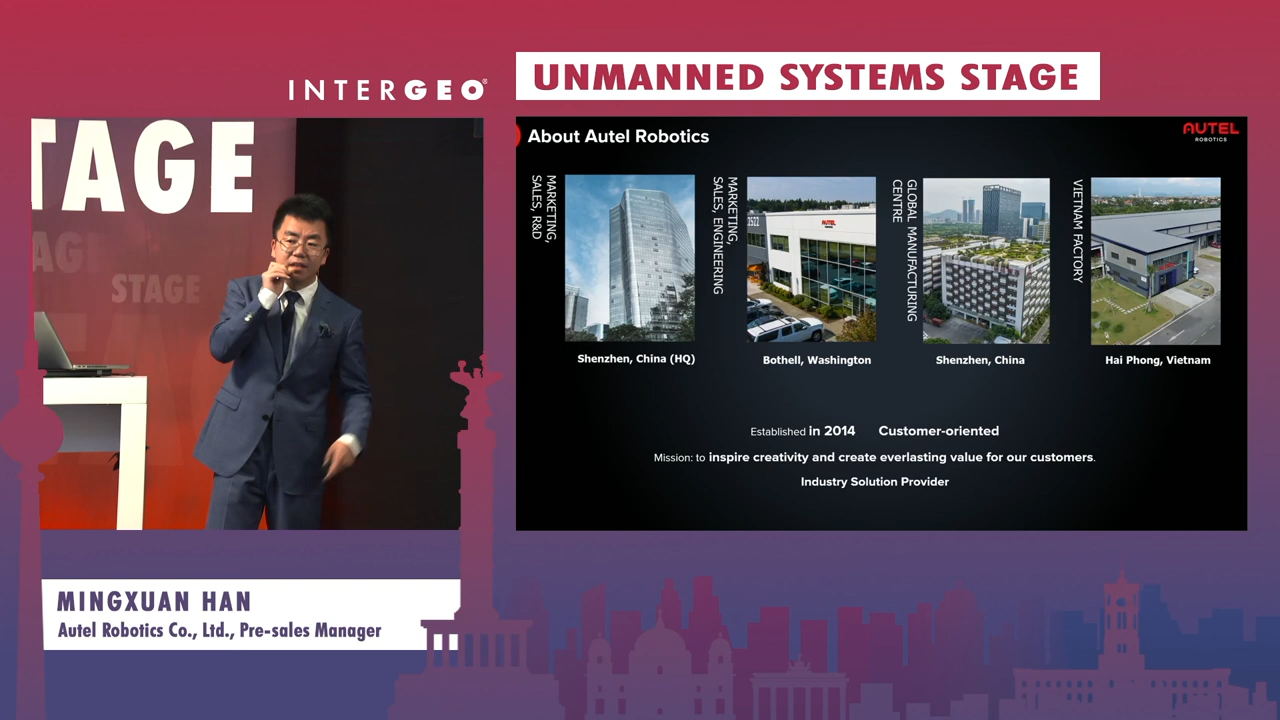 INTERGEO®
UNMANNED SYSTEMS STAGE
TAGE
STAGE
About Autel Robotics
AUTEL
ROBOTICS
MARKETING,
SALES, R&D
MARKETING,
SALES, ENGINEERING
GLOBAL MANUFACTURING
CENTRE
VIETNAM FACTORY
2522
AUTEL
Shenzhen, China (HQ)
Bothell, Washington
Shenzhen, China
Hai Phong, Vietnam
Established in 2014 Customer-oriented
Mission: to inspire creativity and create everlasting value for our customers.
Industry Solution Provider
MINGXUAN HAN
Autel Robotics Co., Ltd., Pre-sales Manager